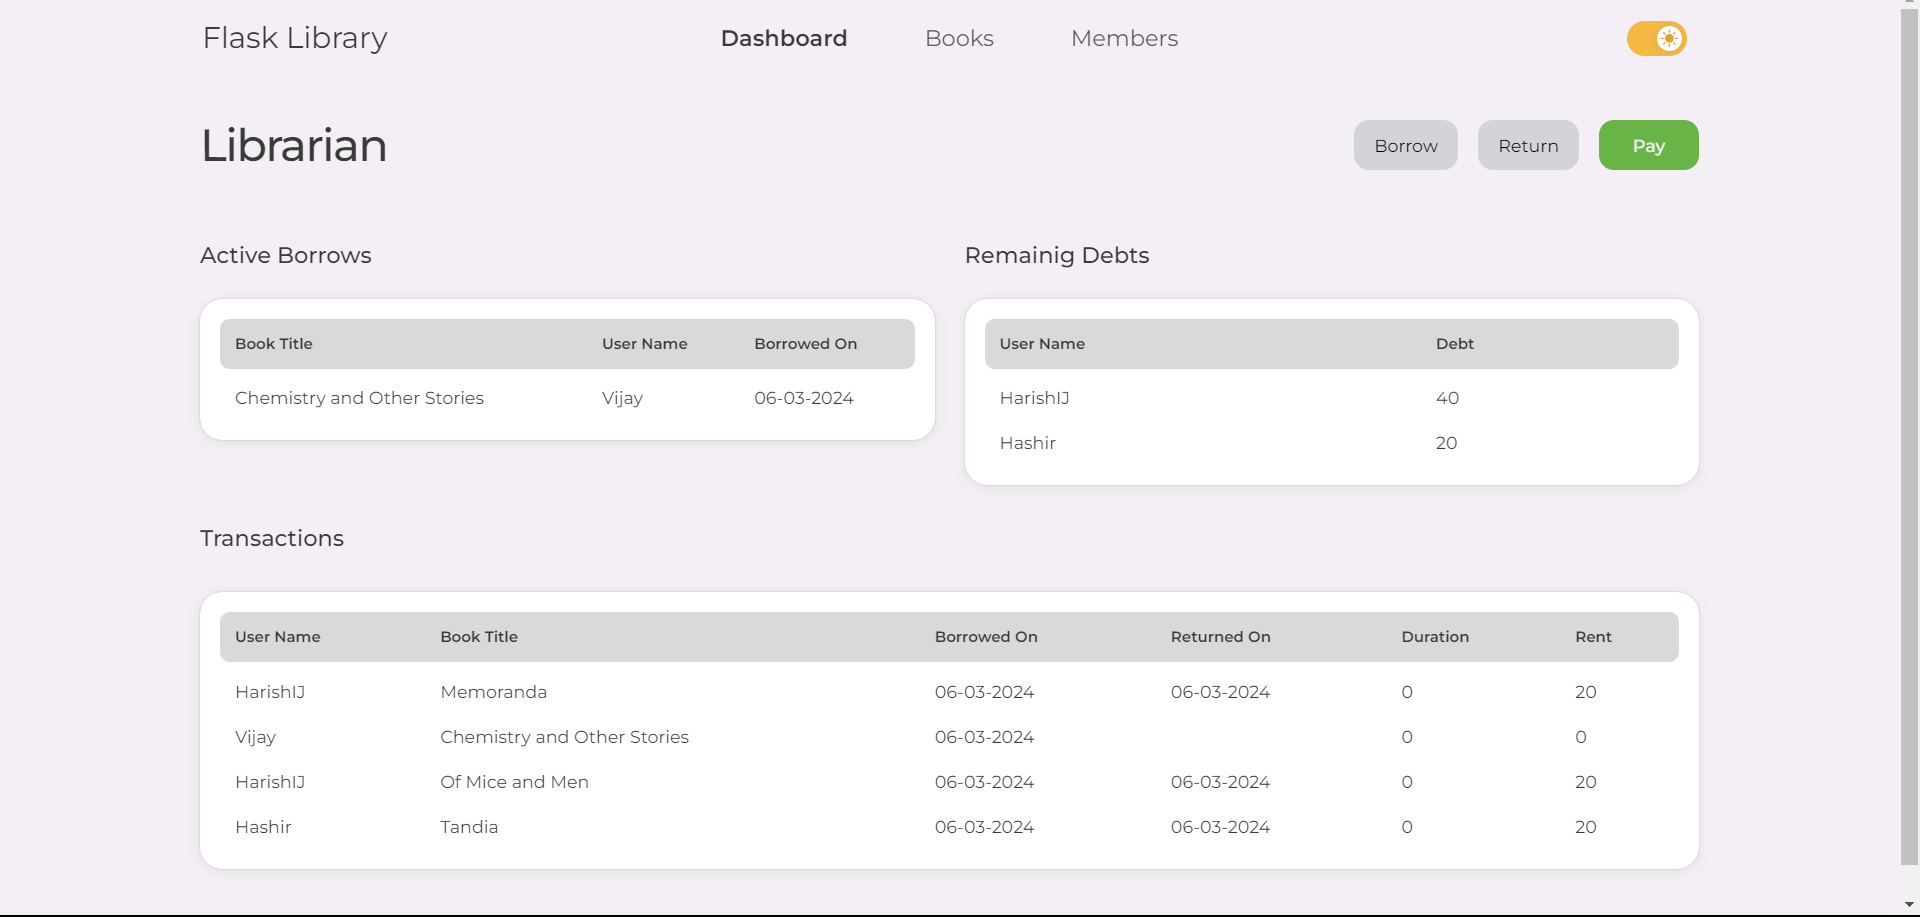 Flask Library Dashboard Books Members
Librarian Borrow Return Pay
Active Borrows
Book Title User Name Borrowed On
Chemistry and Other Stories Vijay 06-03-2024
Remainig Debts
User Name Debt
HarishIJ 40
Hashir 20
Transactions
User Name Book Title Borrowed On Returned On Duration Rent
HarishIJ Memoranda 06-03-2024 06-03-2024 0 20
Vijay Chemistry and Other Stories 06-03-2024 0 0
HarishIJ Of Mice and Men 06-03-2024 06-03-2024 0 20
Hashir Tandia 06-03-2024 06-03-2024 0 20